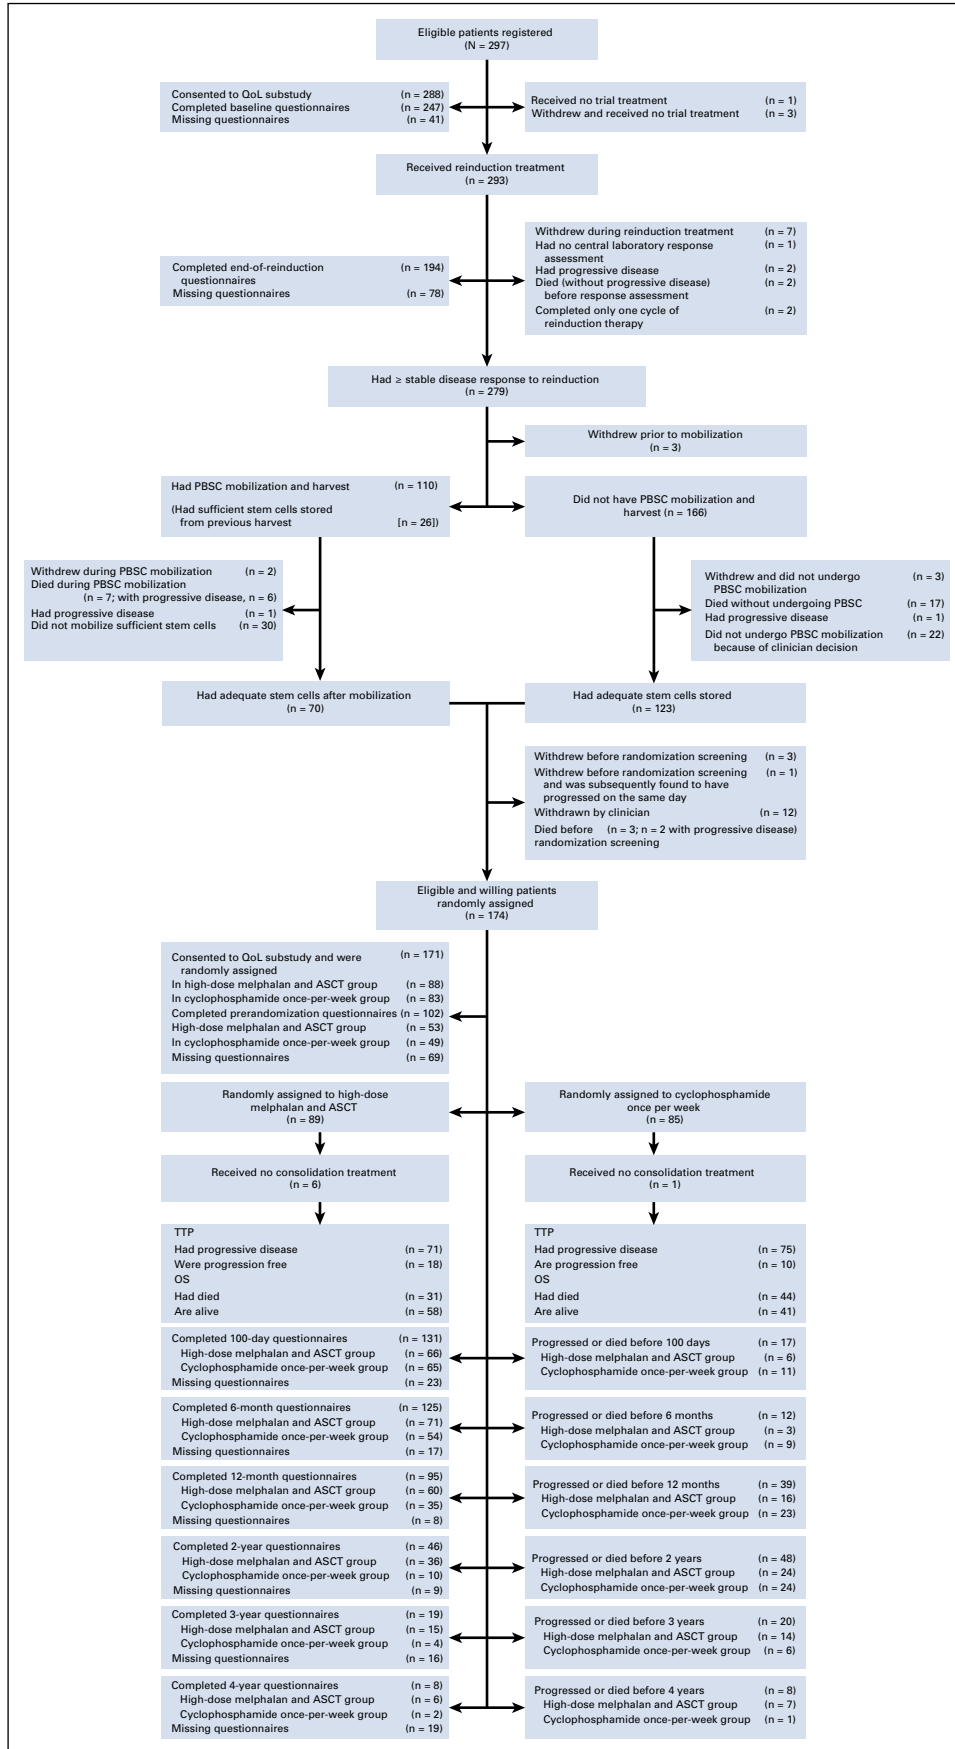 Eligible patients registered
(N = 297)
Consented to QoL substudy (n = 288)
Completed baseline questionnaires (n = 247)
Missing questionnaires (n = 41)
Received no trial treatment (n = 1)
Withdrew and received no trial treatment (n = 3)
Received reinduction treatment
(n = 293)
Completed end-of-reinduction (n = 194)
questionnaires
Missing questionnaires (n = 78)
Withdrew during reinduction treatment (n = 7)
Had no central laboratory response (n = 1)
assessment
Had progressive disease (n = 2)
Died (without progressive disease) (n = 2)
before response assessment
Completed only one cycle of (n = 2)
reinduction therapy
Had ≥ stable disease response to reinduction
(n = 279)
Withdrew prior to mobilization
(n = 3)
Had PBSC mobilization and harvest (n = 110)
(Had sufficient stem cells stored
from previous harvest [n = 26])
Did not have PBSC mobilization and
harvest (n = 166)
Withdrew during PBSC mobilization (n = 2)
Died during PBSC mobilization
(n = 7; with progressive disease, n = 6)
Had progressive disease (n = 1)
Did not mobilize sufficient stem cells (n = 30)
Withdrew and did not undergo (n = 3)
PBSC mobilization
Died without undergoing PBSC (n = 17)
Had progressive disease (n = 1)
Did not undergo PBSC mobilization (n = 22)
because of clinician decision
Had adequate stem cells after mobilization
(n = 70)
Had adequate stem cells stored
(n = 123)
Withdrew before randomization screening (n = 3)
Withdrew before randomization screening (n = 1)
and was subsequently found to have
progressed on the same day
Withdrawn by clinician (n = 12)
Died before (n = 3; n = 2 with progressive disease)
randomization screening
Eligible and willing patients
randomly assigned
(n = 174)
Consented to QoL substudy and were (n = 171)
randomly assigned
In high-dose melphalan and ASCT group (n = 88)
In cyclophosphamide once-per-week group (n = 83)
Completed prerandomization questionnaires (n = 102)
High-dose melphalan and ASCT group (n = 53)
In cyclophosphamide once-per-week group (n = 49)
Missing questionnaires (n = 69)
Randomly assigned to high-dose
melphalan and ASCT
(n = 89)
Randomly assigned to cyclophosphamide
once per week
(n = 85)
Received no consolidation treatment
(n = 6)
Received no consolidation treatment
(n = 1)
TTP
Had progressive disease (n = 71)
Were progression free (n = 18)
OS
Had died (n = 31)
Are alive (n = 58)
TTP
Had progressive disease (n = 75)
Are progression free (n = 10)
OS
Had died (n = 44)
Are alive (n = 41)
Completed 100-day questionnaires (n = 131)
High-dose melphalan and ASCT group (n = 66)
Cyclophosphamide once-per-week group (n = 65)
Missing questionnaires (n = 23)
Progressed or died before 100 days (n = 17)
High-dose melphalan and ASCT group (n = 6)
Cyclophosphamide once-per-week group (n = 11)
Completed 6-month questionnaires (n = 125)
High-dose melphalan and ASCT group (n = 71)
Cyclophosphamide once-per-week group (n = 54)
Missing questionnaires (n = 17)
Progressed or died before 6 months (n = 12)
High-dose melphalan and ASCT group (n = 3)
Cyclophosphamide once-per-week group (n = 9)
Completed 12-month questionnaires (n = 95)
High-dose melphalan and ASCT group (n = 60)
Cyclophosphamide once-per-week group (n = 35)
Missing questionnaires (n = 8)
Progressed or died before 12 months (n = 39)
High-dose melphalan and ASCT group (n = 16)
Cyclophosphamide once-per-week group (n = 23)
Completed 2-year questionnaires (n = 46)
High-dose melphalan and ASCT group (n = 36)
Cyclophosphamide once-per-week group (n = 10)
Missing questionnaires (n = 9)
Progressed or died before 2 years (n = 48)
High-dose melphalan and ASCT group (n = 24)
Cyclophosphamide once-per-week group (n = 24)
Completed 3-year questionnaires (n = 19)
High-dose melphalan and ASCT group (n = 15)
Cyclophosphamide once-per-week group (n = 4)
Missing questionnaires (n = 16)
Progressed or died before 3 years (n = 20)
High-dose melphalan and ASCT group (n = 14)
Cyclophosphamide once-per-week group (n = 6)
Completed 4-year questionnaires (n = 8)
High-dose melphalan and ASCT group (n = 6)
Cyclophosphamide once-per-week group (n = 2)
Missing questionnaires (n = 19)
Progressed or died before 4 years (n = 8)
High-dose melphalan and ASCT group (n = 7)
Cyclophosphamide once-per-week group (n = 1)